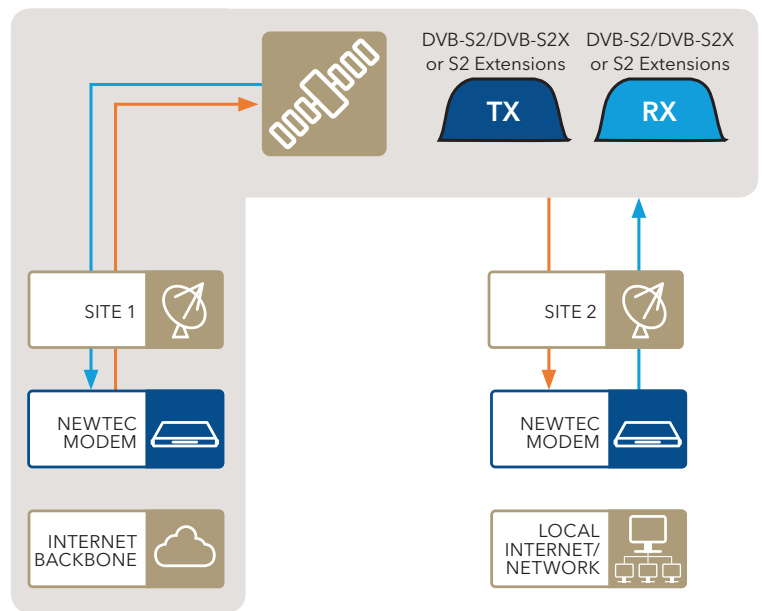 DVB-S2/DVB-S2X
or S2 Extensions
DVB-S2/DVB-S2X
or S2 Extensions
TX
RX
SITE 1
SITE 2
NEWTEC
MODEM
NEWTEC
MODEM
INTERNET
BACKBONE
LOCAL
INTERNET/
NETWORK